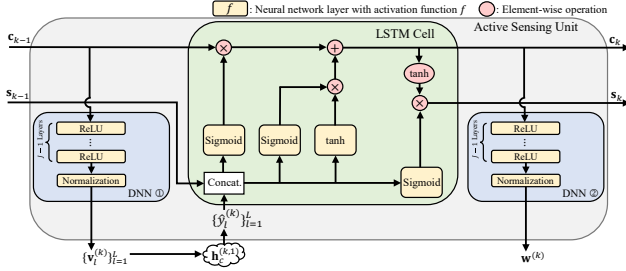 f : Neural network layer with activation function f
: Element-wise operation
LSTM Cell
Active Sensing Unit
c_{k−1}
c_k
s_{k−1}
s_k
×
+
×
tanh
×
J − 1 Layers
ReLU
⋮
ReLU
Normalization
DNN ①
Sigmoid
Sigmoid
tanh
Sigmoid
Concat.
J − 1 Layers
ReLU
⋮
ReLU
Normalization
DNN ②
{ŷ_l^{(k)}}_{l=1}^L
{v_l^{(k)}}_{l=1}^L
h_c^{(k,1)}
w^{(k)}